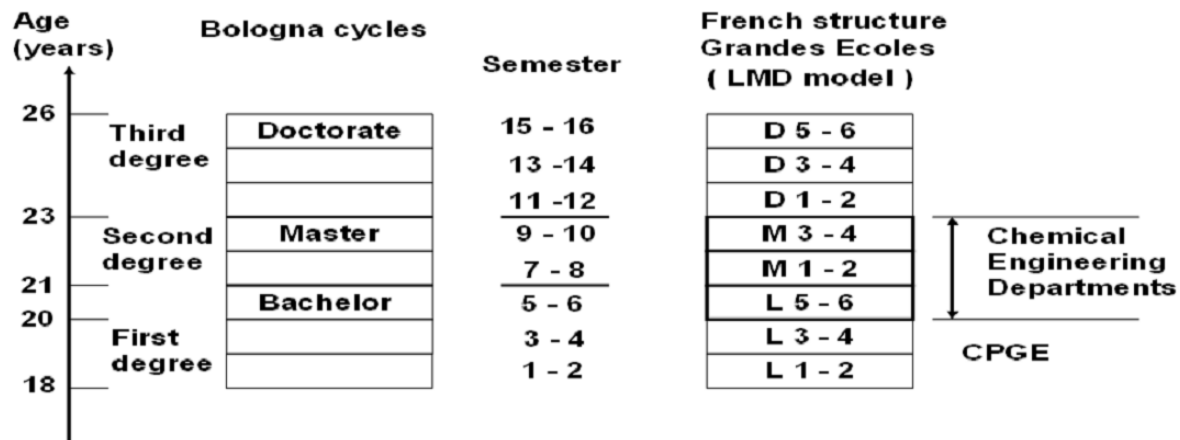 Age
(years)
Bologna cycles
Semester
French structure
Grandes Ecoles
( LMD model )
26
Third
degree
Doctorate
15 - 16
D 5 - 6
13 -14
D 3 - 4
11 -12
D 1 - 2
23
Second
degree
Master
9 - 10
M 3 - 4
Chemical
Engineering
Departments
7 - 8
M 1 - 2
21
Bachelor
5 - 6
L 5 - 6
20
First
degree
3 - 4
L 3 - 4
CPGE
1 - 2
L 1 - 2
18